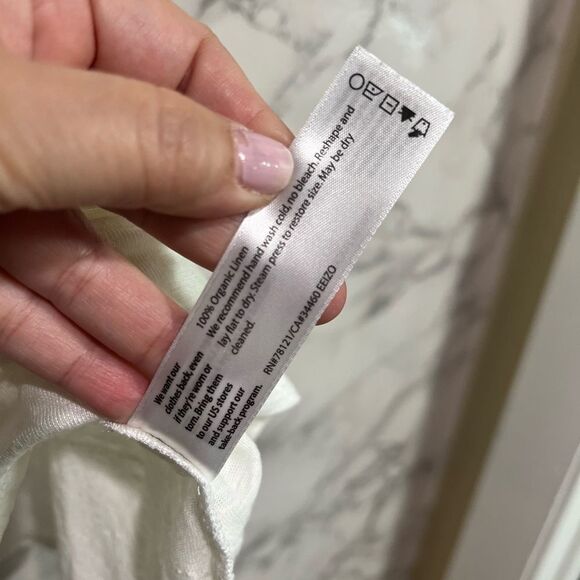 100% Organic Linen
We recommend hand wash cold, no bleach. Reshape and
lay flat to dry. Steam press to restore size. May be dry
cleaned.
RN#78121/CA#34460 EEIZO
We want our
clothes back, even
if they're worn or
torn. Bring them
to our US stores
and support our
take-back program.